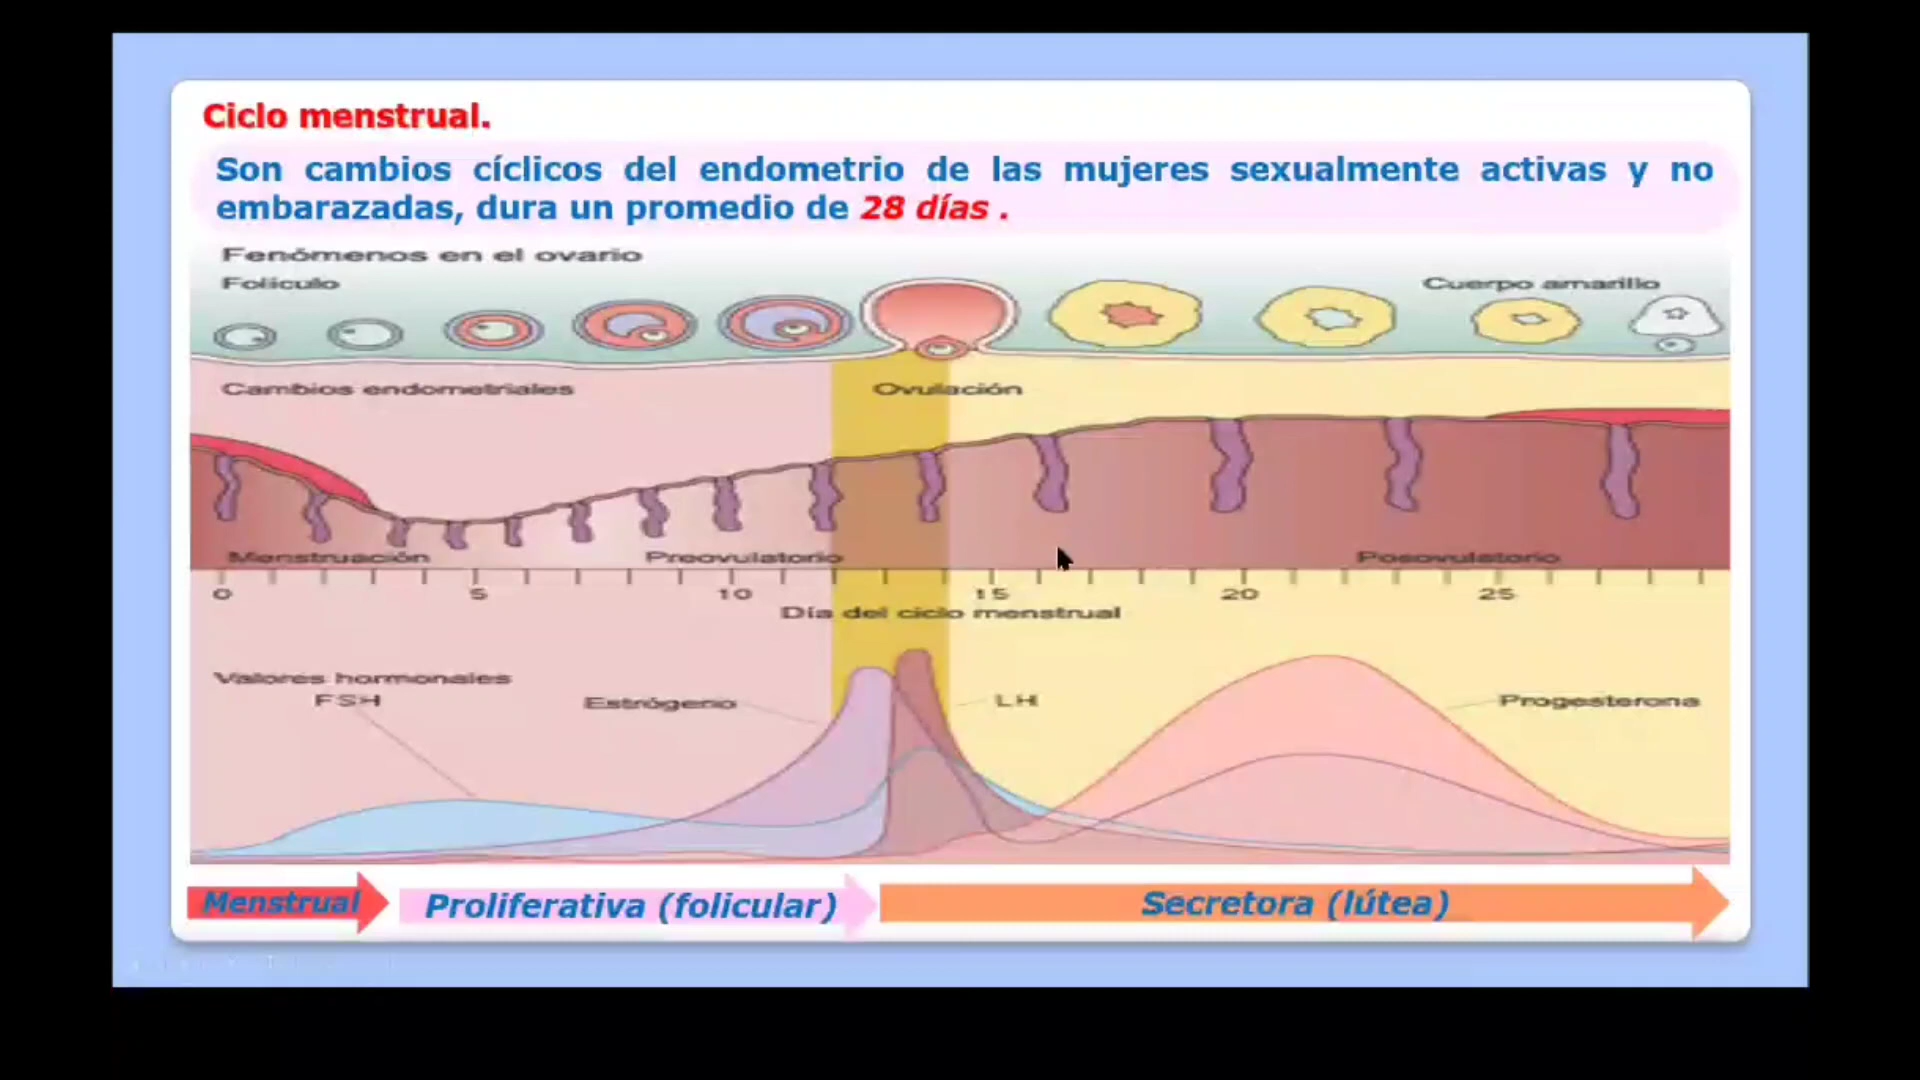 Ciclo menstrual.
Son cambios cíclicos del endometrio de las mujeres sexualmente activas y no
embarazadas, dura un promedio de 28 días .
Fenómenos en el ovario
Folículo
Cuerpo amarillo
Cambios endometriales
Ovulación
Menstruación
Preovulatorio
Posovulatorio
0 5 10 15 20 25
Día del ciclo menstrual
Valores hormonales
FSH
Estrógeno
LH
Progesterona
Menstrual
Proliferativa (folicular)
Secretora (lútea)